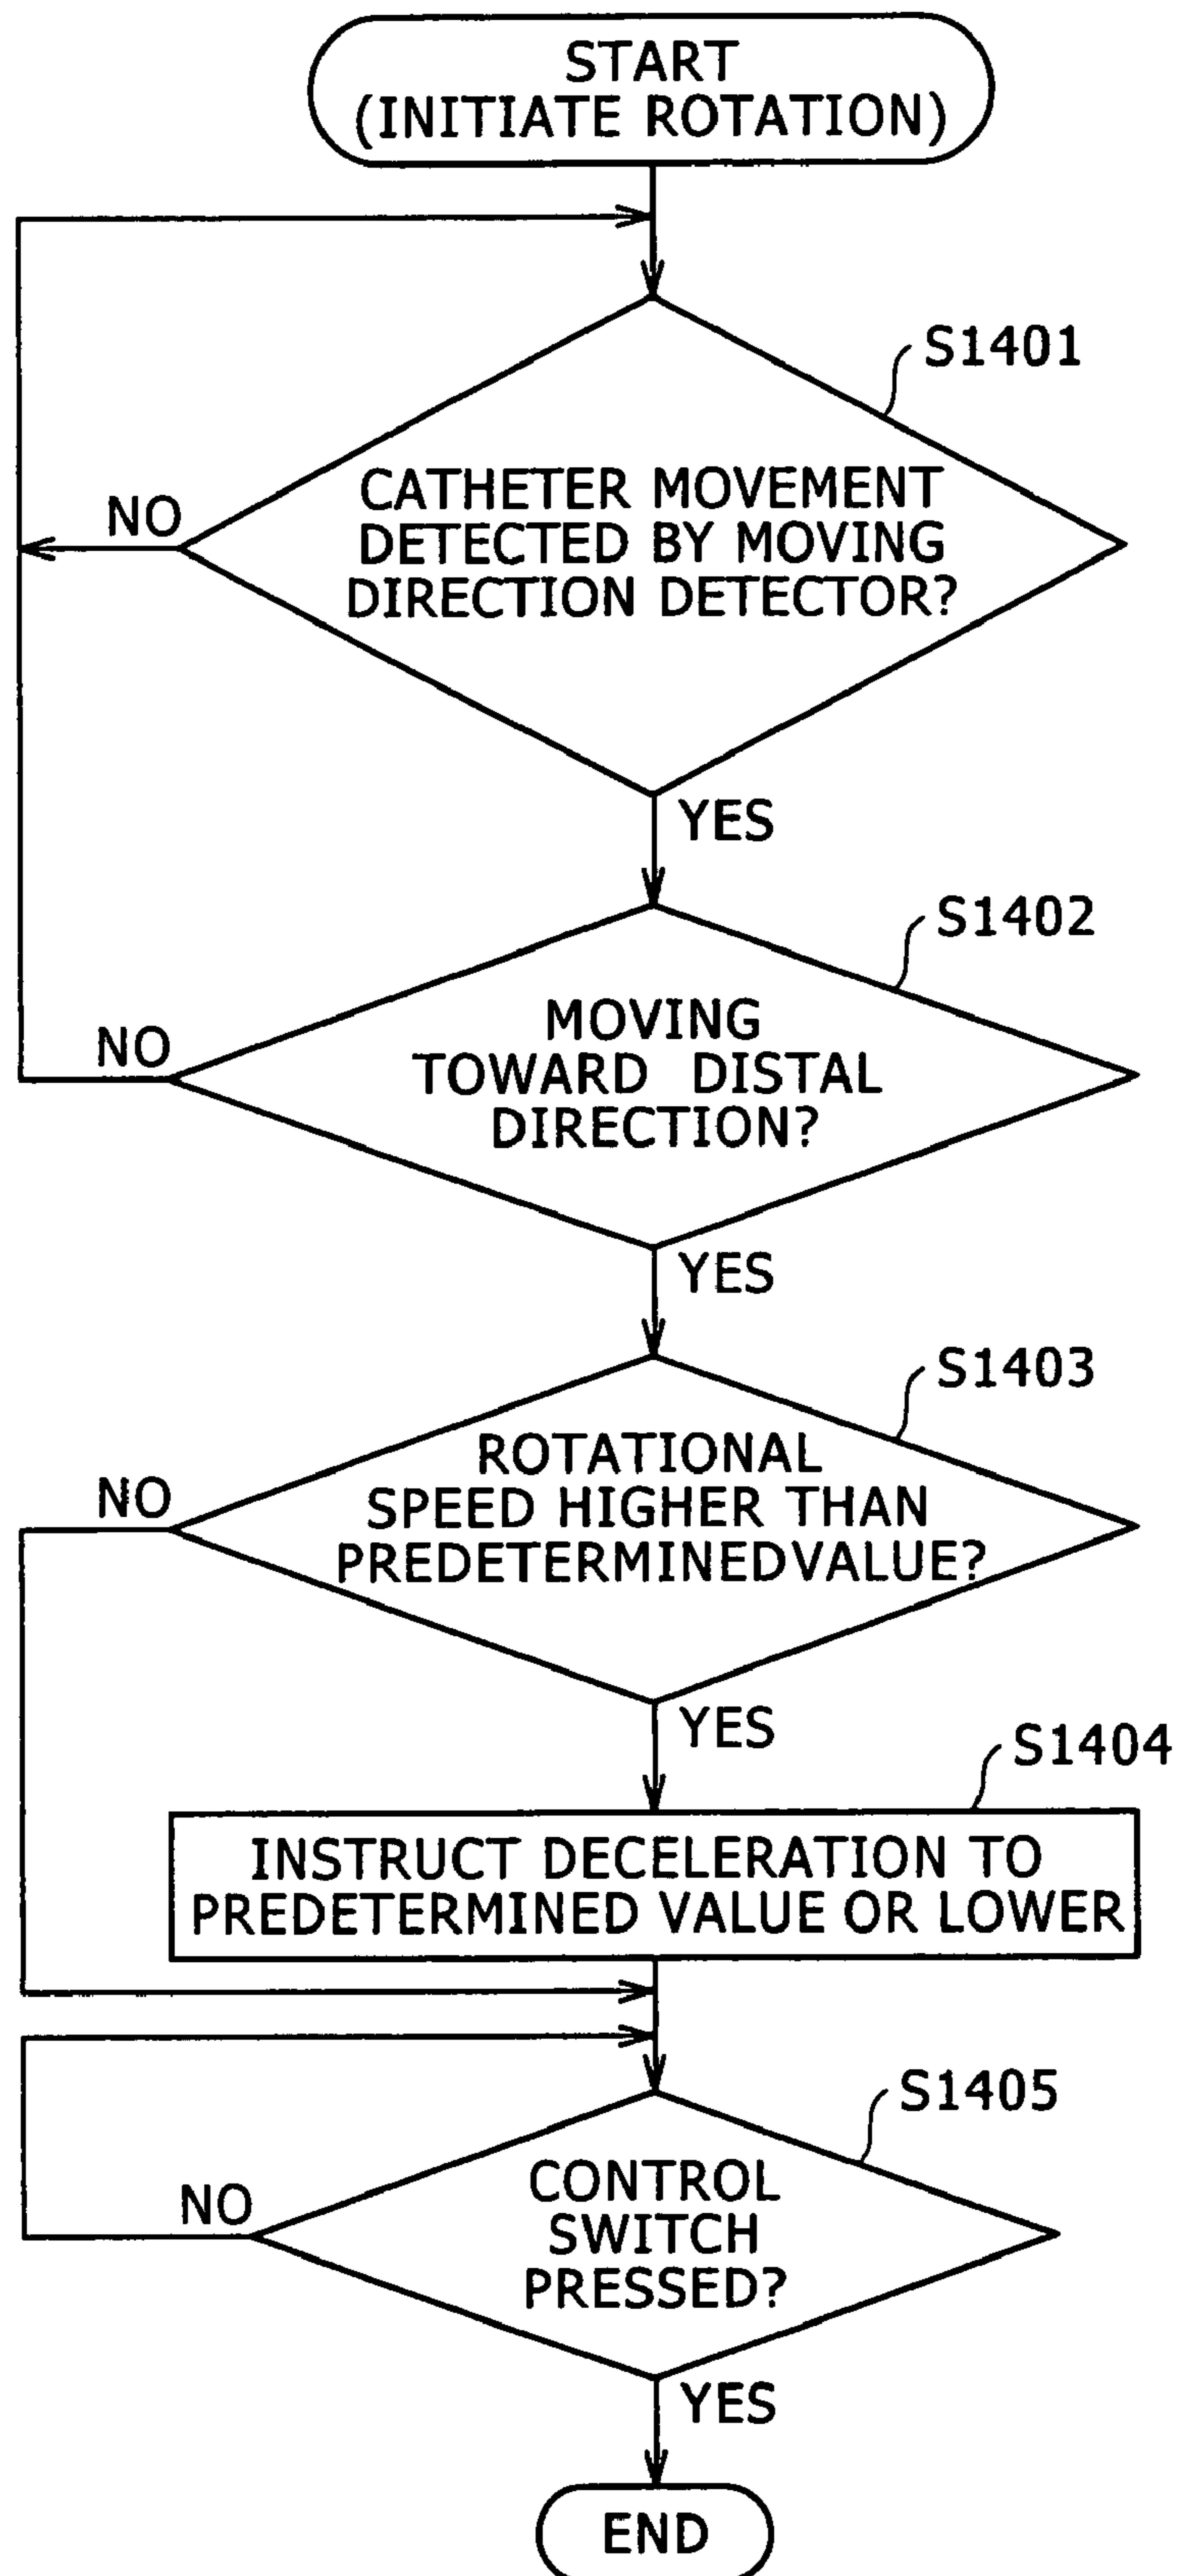 START
(INITIATE ROTATION)
S1401
CATHETER MOVEMENT
DETECTED BY MOVING
DIRECTION DETECTOR?
NO
YES
S1402
MOVING
TOWARD DISTAL
DIRECTION?
NO
YES
S1403
ROTATIONAL
SPEED HIGHER THAN
PREDETERMINEDVALUE?
NO
YES
S1404
INSTRUCT DECELERATION TO
PREDETERMINED VALUE OR LOWER
S1405
CONTROL
SWITCH
PRESSED?
NO
YES
END